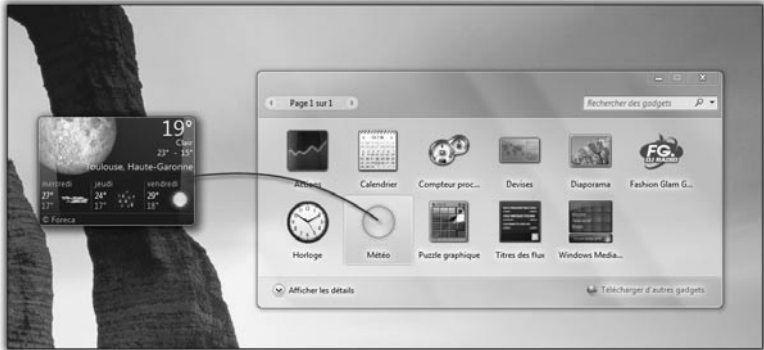 19°
Clair
23° - 15°
Toulouse, Haute-Garonne
mercredi jeudi vendredi
27° 24° 29°
17° 17° 18°
© Foreca
Page 1 sur 1
Rechercher des gadgets
Actions Calendrier Compteur proc... Devises Diaporama Fashion Glam G...
FG.
Horloge Météo Puzzle graphique Titres des flux Windows Media...
Afficher les détails
Télécharger d'autres gadgets